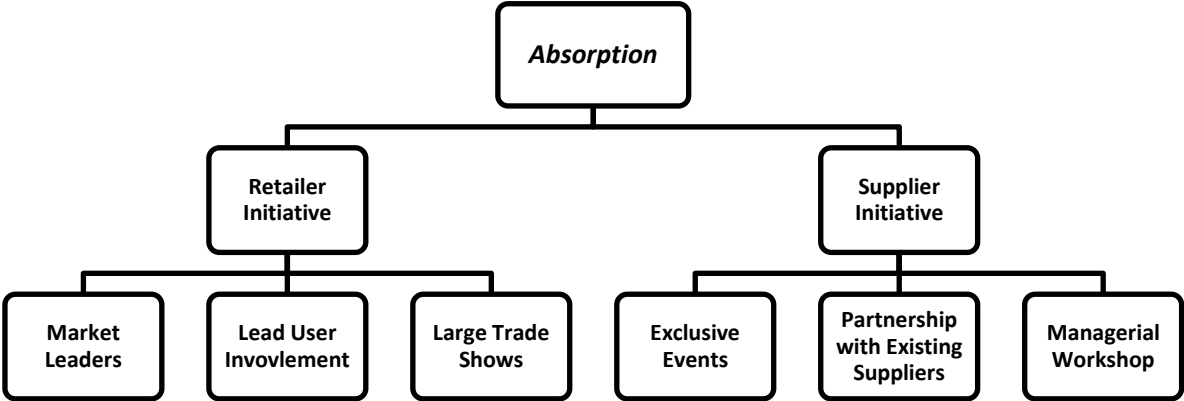 Absorption
Retailer
Initiative
Supplier
Initiative
Market
Leaders
Lead User
Invovlement
Large Trade
Shows
Exclusive
Events
Partnership
with Existing
Suppliers
Managerial
Workshop